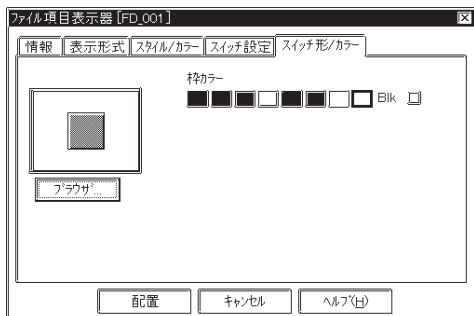 ファイル項目表示器 [FD_001]
情報 表示形式 スタイル/カラー スイッチ設定 スイッチ形/カラー
枠カラー
Blk
ブラウザ...
配置 キャンセル ヘルプ(H)